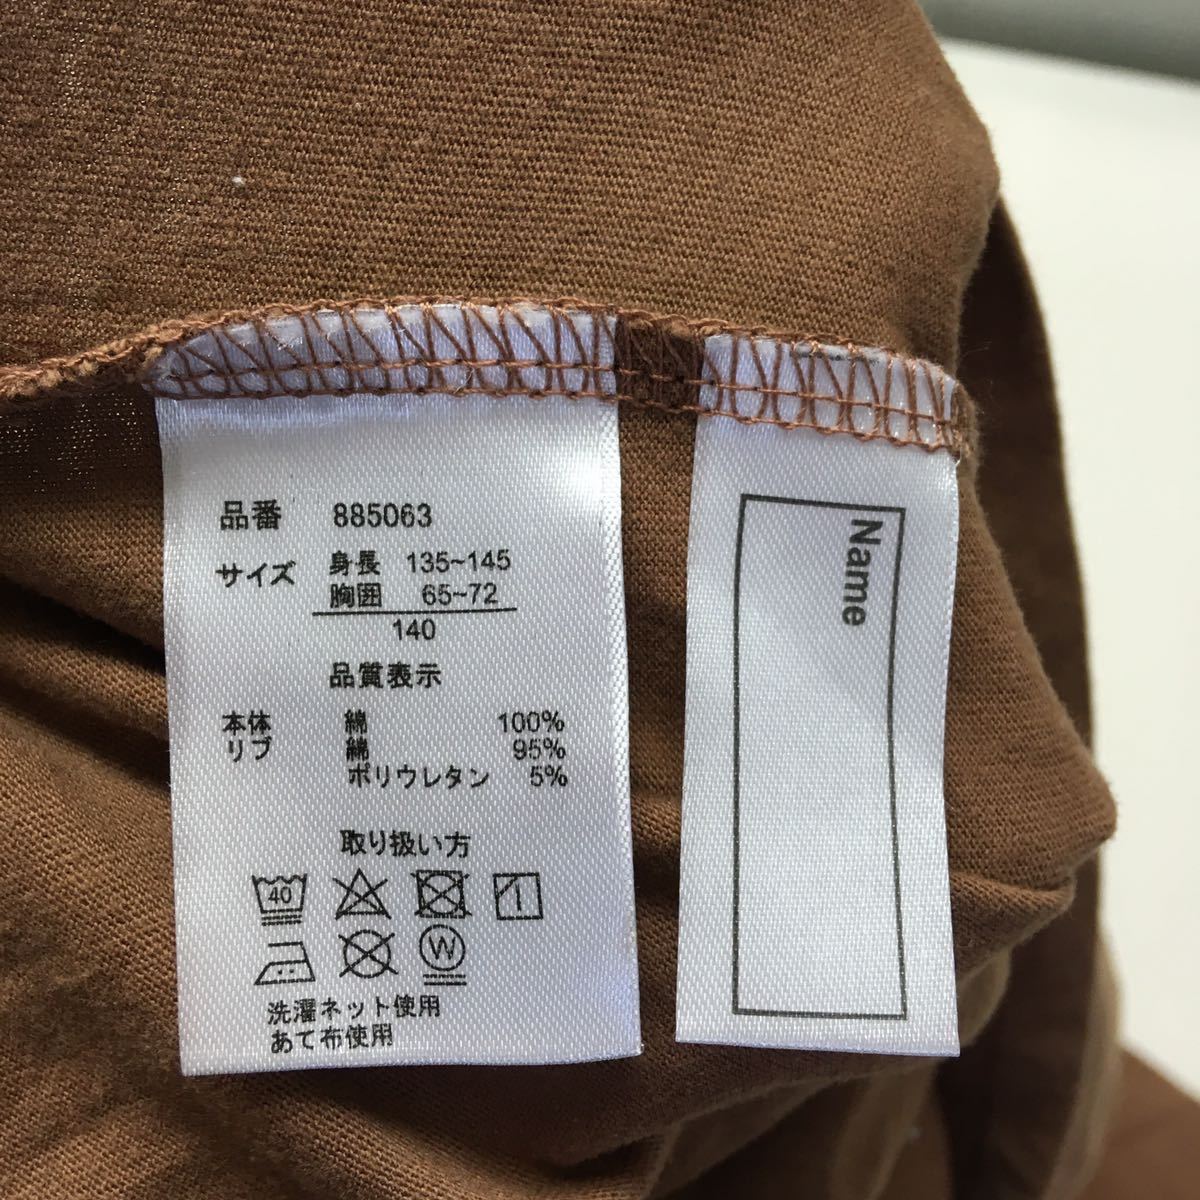 品番 885063
サイズ 身長 135~145
胸囲 65~72
140
品質表示
本体 綿 100%
リブ 綿 95%
ポリウレタン 5%
取り扱い方
40
W
洗濯ネット使用
あて布使用
Name